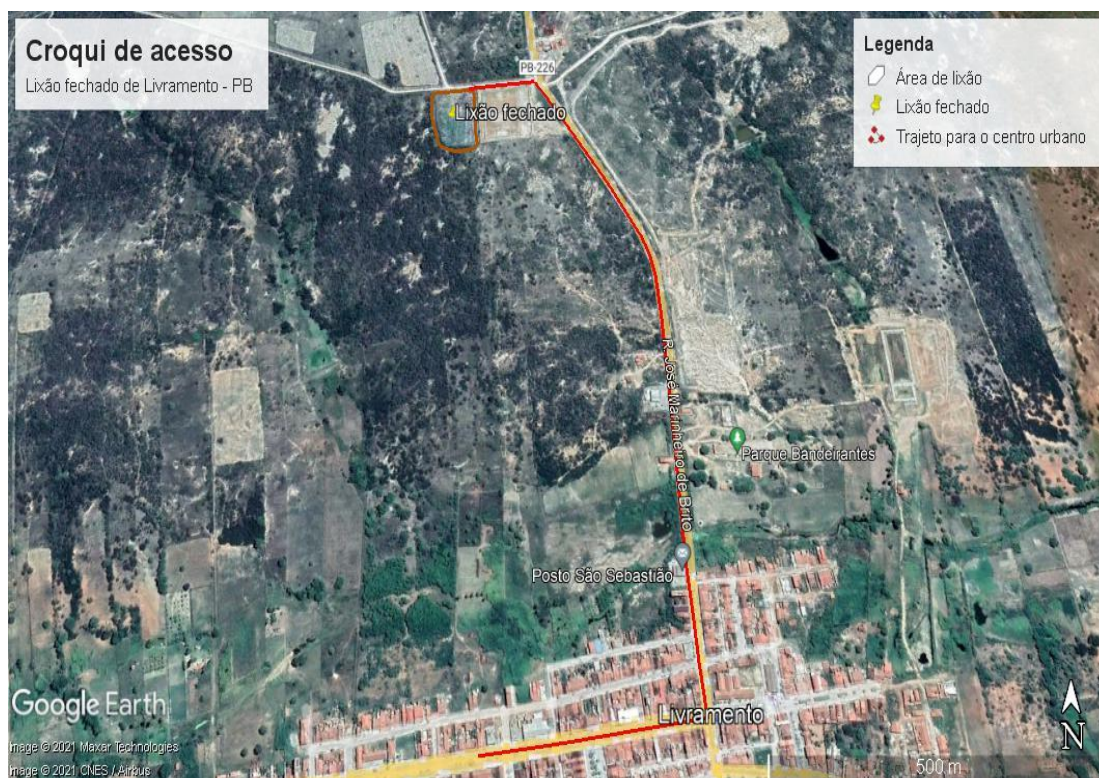 Croqui de acesso
Lixão fechado de Livramento - PB
Legenda
Área de lixão
Lixão fechado
Trajeto para o centro urbano
PB-226
Lixão fechado
R. José Marinheiro de Brito
Parque Bandeirantes
Posto São Sebastião
Livramento
Google Earth
Image © 2021 Maxar Technologies
Image © 2021 CNES / Airbus
N
500 m